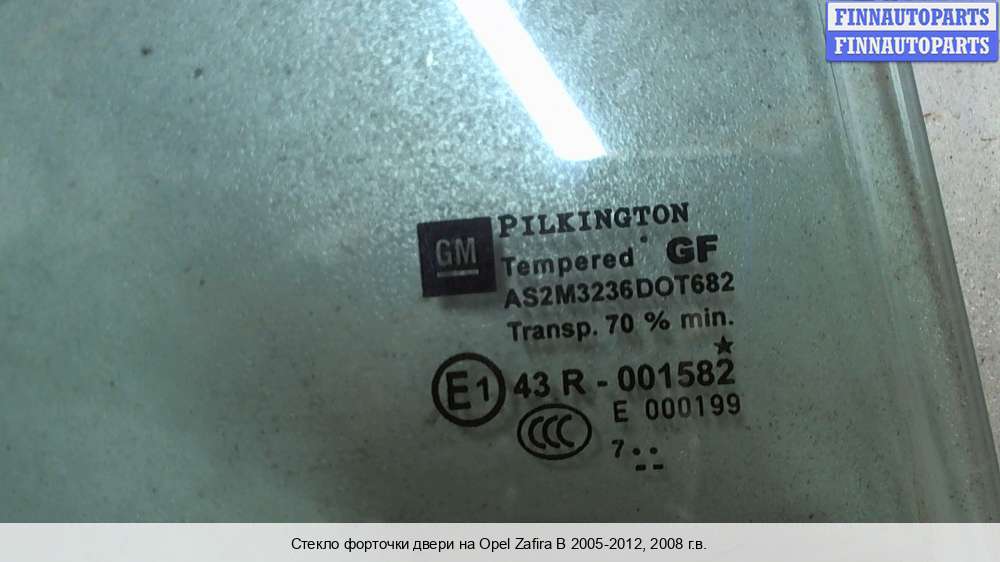 FINNAUTOPARTS
FINNAUTOPARTS
GM
PILKINGTON
Tempered GF
AS2M3236DOT682
Transp. 70 % min.
E1 43 R - 001582
CCC E 000199
7
Стекло форточки двери на Opel Zafira B 2005-2012, 2008 г.в.